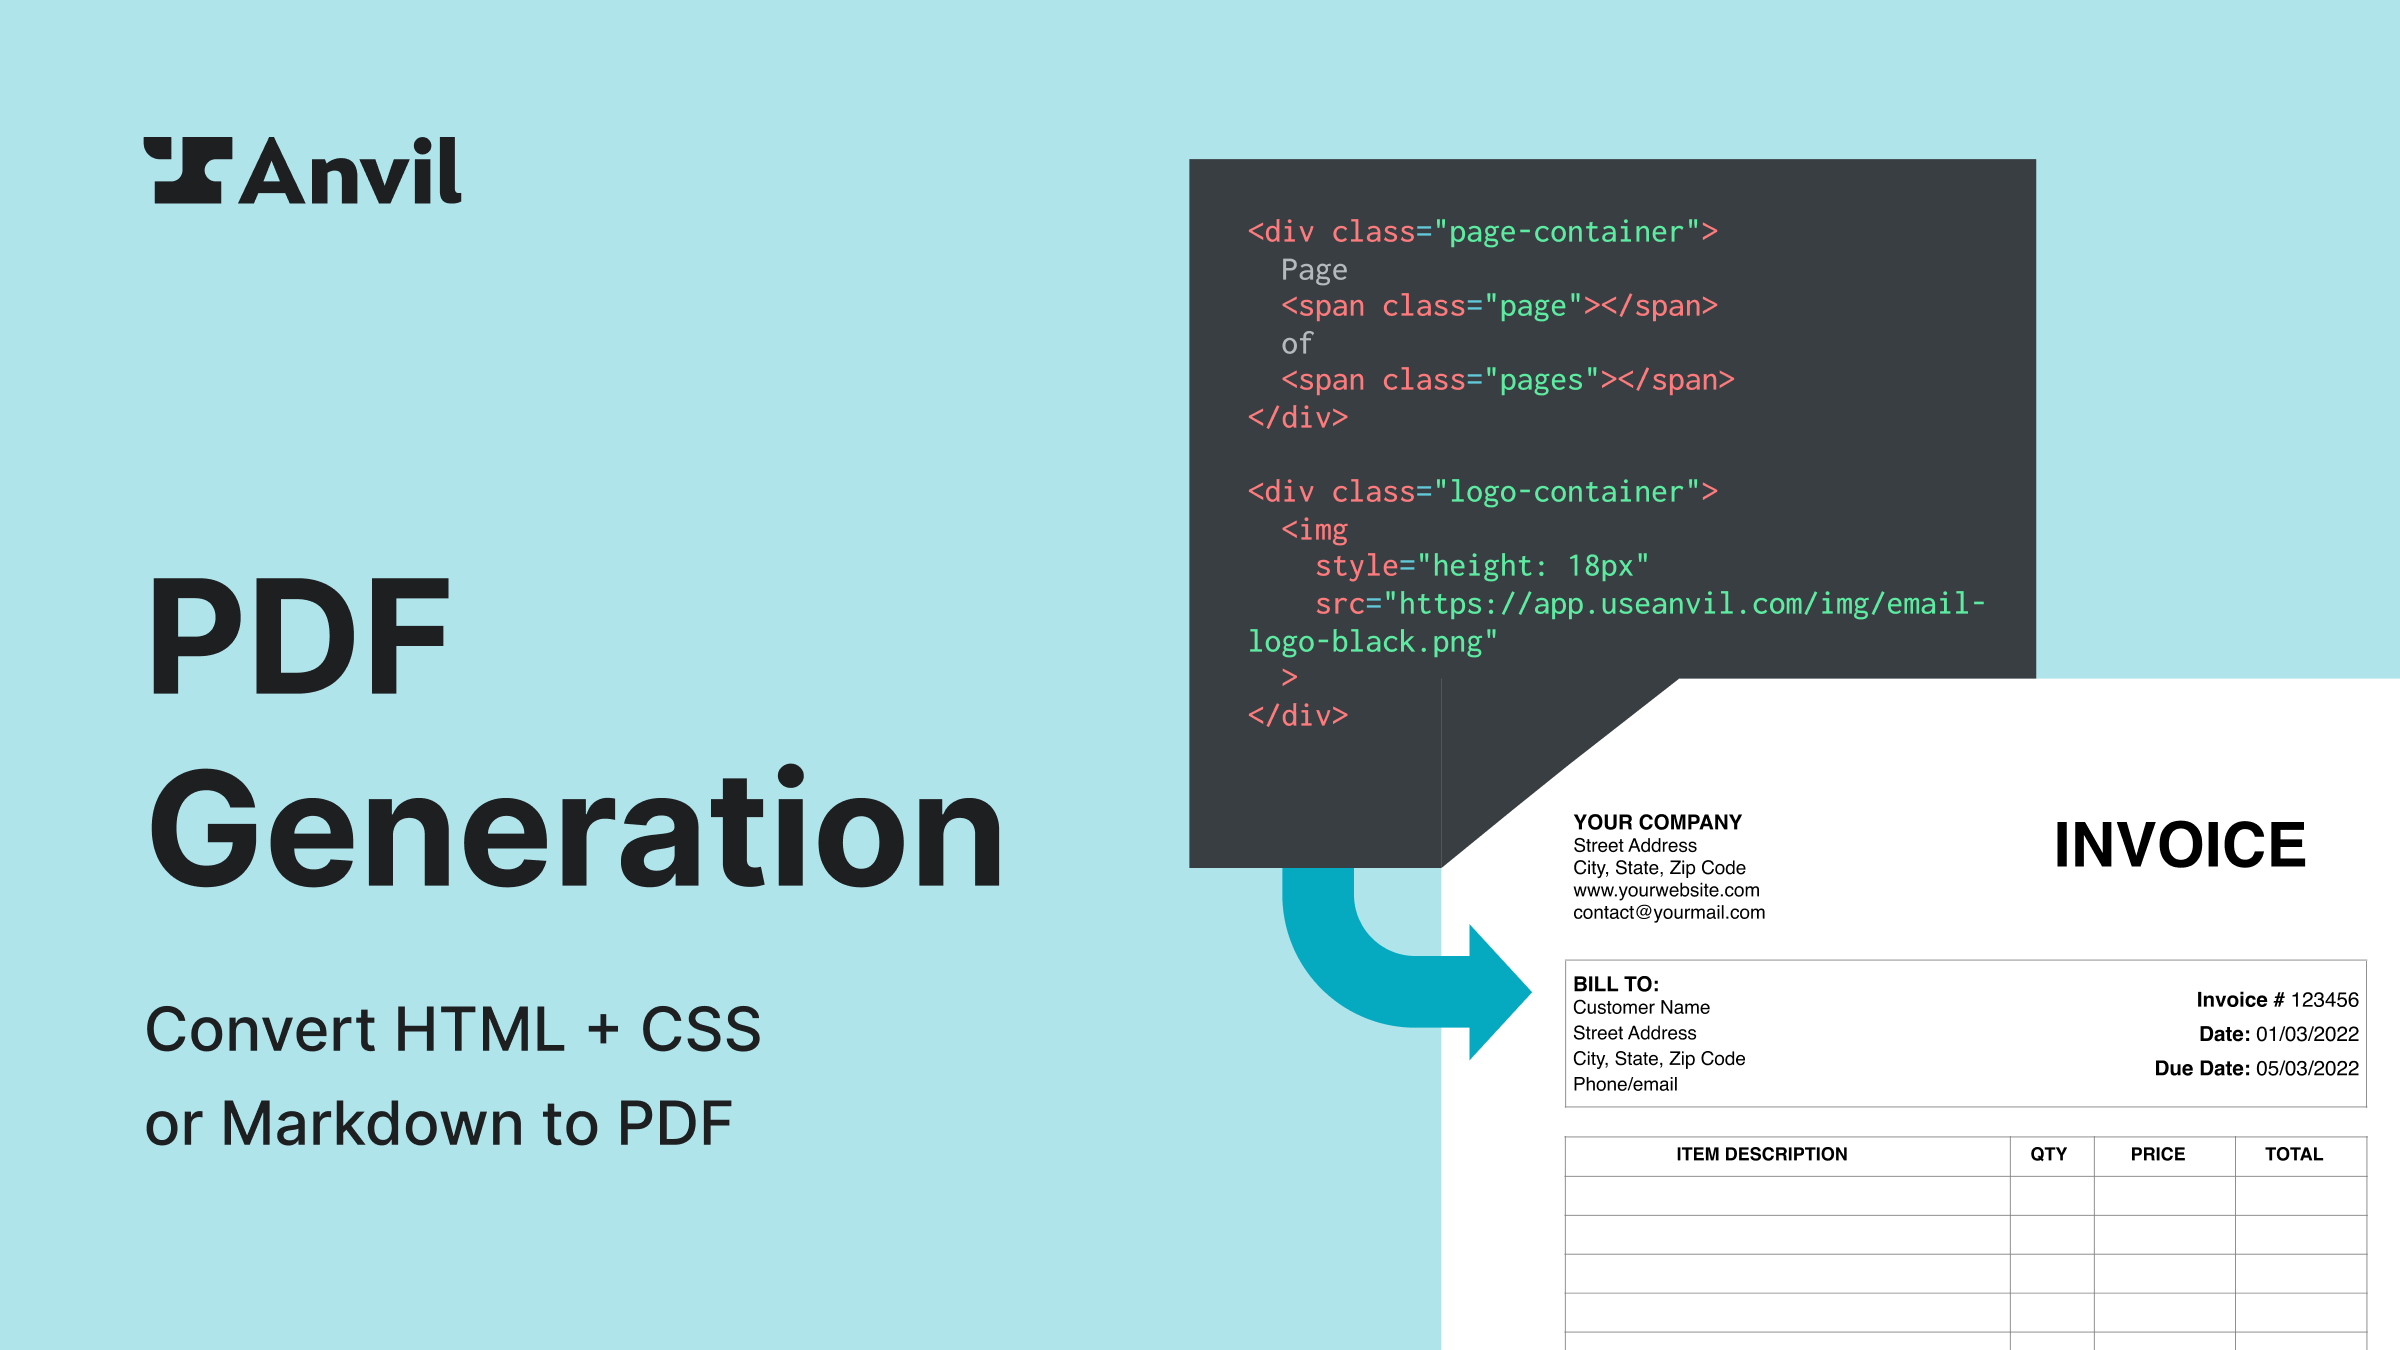 Anvil
PDF
Generation
Convert HTML + CSS
or Markdown to PDF
<div class="page-container">
  Page
  <span class="page"></span>
  of
  <span class="pages"></span>
</div>
<div class="logo-container">
  <img
    style="height: 18px"
    src="https://app.useanvil.com/img/email-
logo-black.png"
  >
</div>
YOUR COMPANY
Street Address
City, State, Zip Code
www.yourwebsite.com
contact@yourmail.com
INVOICE
BILL TO:
Customer Name
Street Address
City, State, Zip Code
Phone/email
Invoice # 123456
Date: 01/03/2022
Due Date: 05/03/2022
ITEM DESCRIPTION QTY PRICE TOTAL